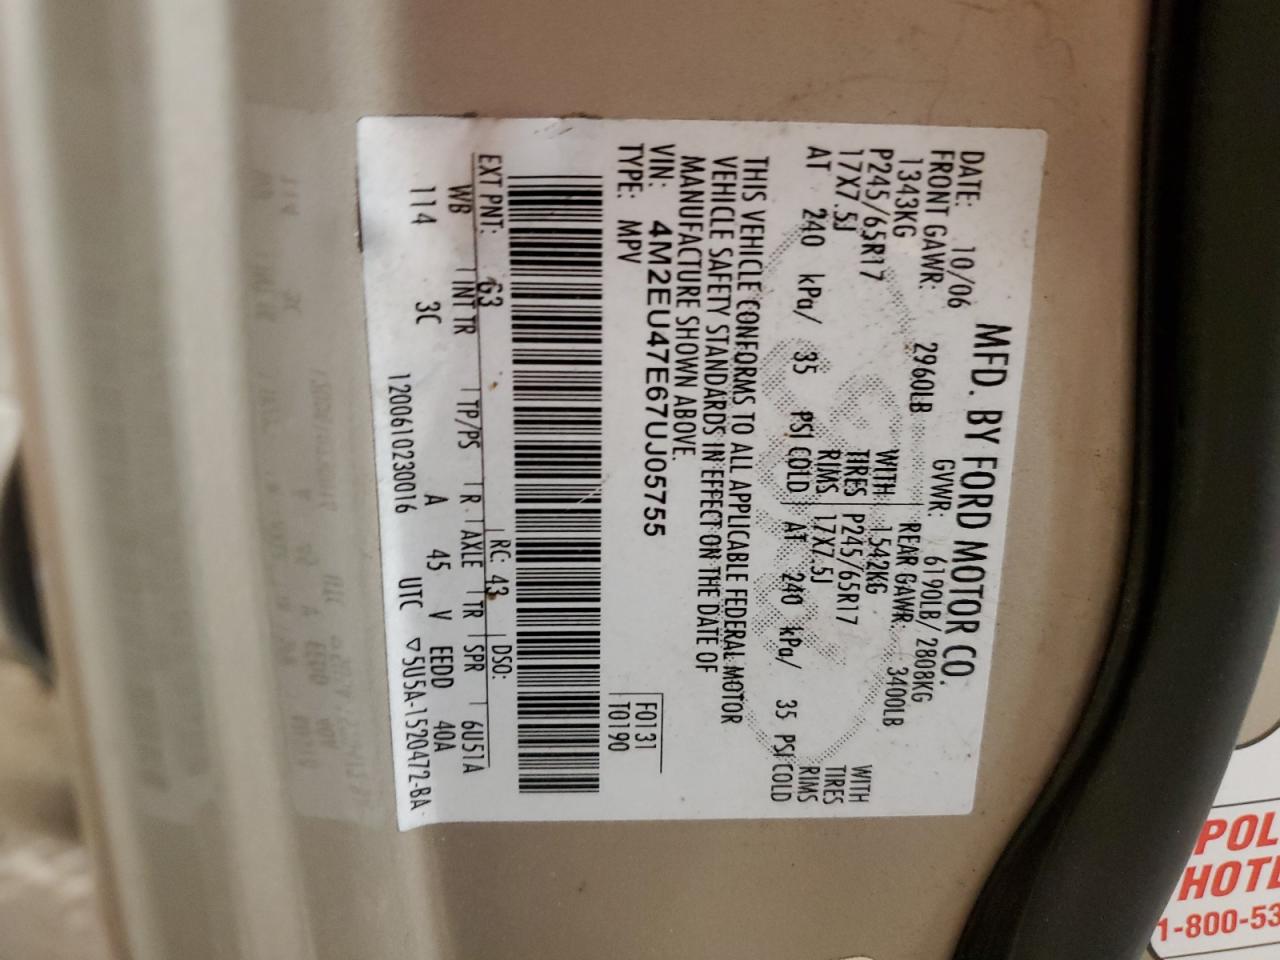 MFD. BY FORD MOTOR CO.
DATE: 10/06 GVWR: 6190LB/ 2808KG
FRONT GAWR: 2960LB REAR GAWR: 3400LB
1343KG WITH 1542KG WITH
P245/65R17 TIRES P245/65R17 TIRES
17X7.5J RIMS 17X7.5J RIMS
AT 240 kPa/ 35 PSI COLD AT 240 kPa/ 35 PSI COLD
THIS VEHICLE CONFORMS TO ALL APPLICABLE FEDERAL MOTOR
VEHICLE SAFETY STANDARDS IN EFFECT ON THE DATE OF
MANUFACTURE SHOWN ABOVE.
VIN: 4M2EU47E67UJ05755
TYPE: MPV
F0131
T0190
EXT PNT: 63 RC: 43 DSO:
WB INT TR TP/PS R AXLE TR SPR 6U51A
114 3C A 45 V EEDD 40A
1200610230016 UTC ▽5U5A-1520472-BA
POL
HOTL
1-800-53